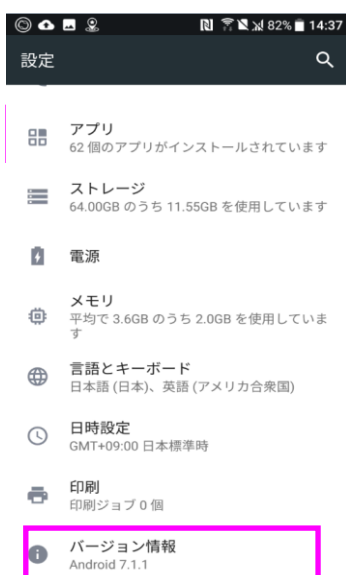 82% 14:37
設定
アプリ
62 個のアプリがインストールされています
ストレージ
64.00GB のうち 11.55GB を使用しています
電源
メモリ
平均で 3.6GB のうち 2.0GB を使用していま
す
言語とキーボード
日本語 (日本)、英語 (アメリカ合衆国)
日時設定
GMT+09:00 日本標準時
印刷
印刷ジョブ 0 個
バージョン情報
Android 7.1.1